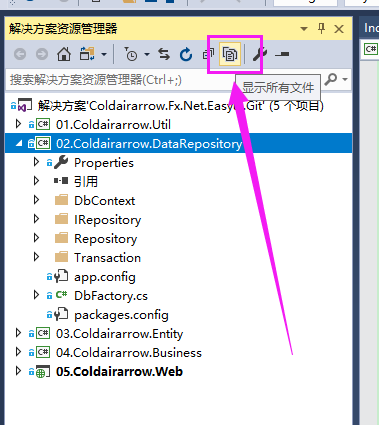 解决方案资源管理器
搜索解决方案资源管理器(Ctrl+;)
显示所有文件
解决方案'Coldairarrow.Fx.Net.Easy Git' (5 个项目)
01.Coldairarrow.Util
02.Coldairarrow.DataRepository
Properties
引用
DbContext
IRepository
Repository
Transaction
app.config
DbFactory.cs
packages.config
03.Coldairarrow.Entity
04.Coldairarrow.Business
05.Coldairarrow.Web